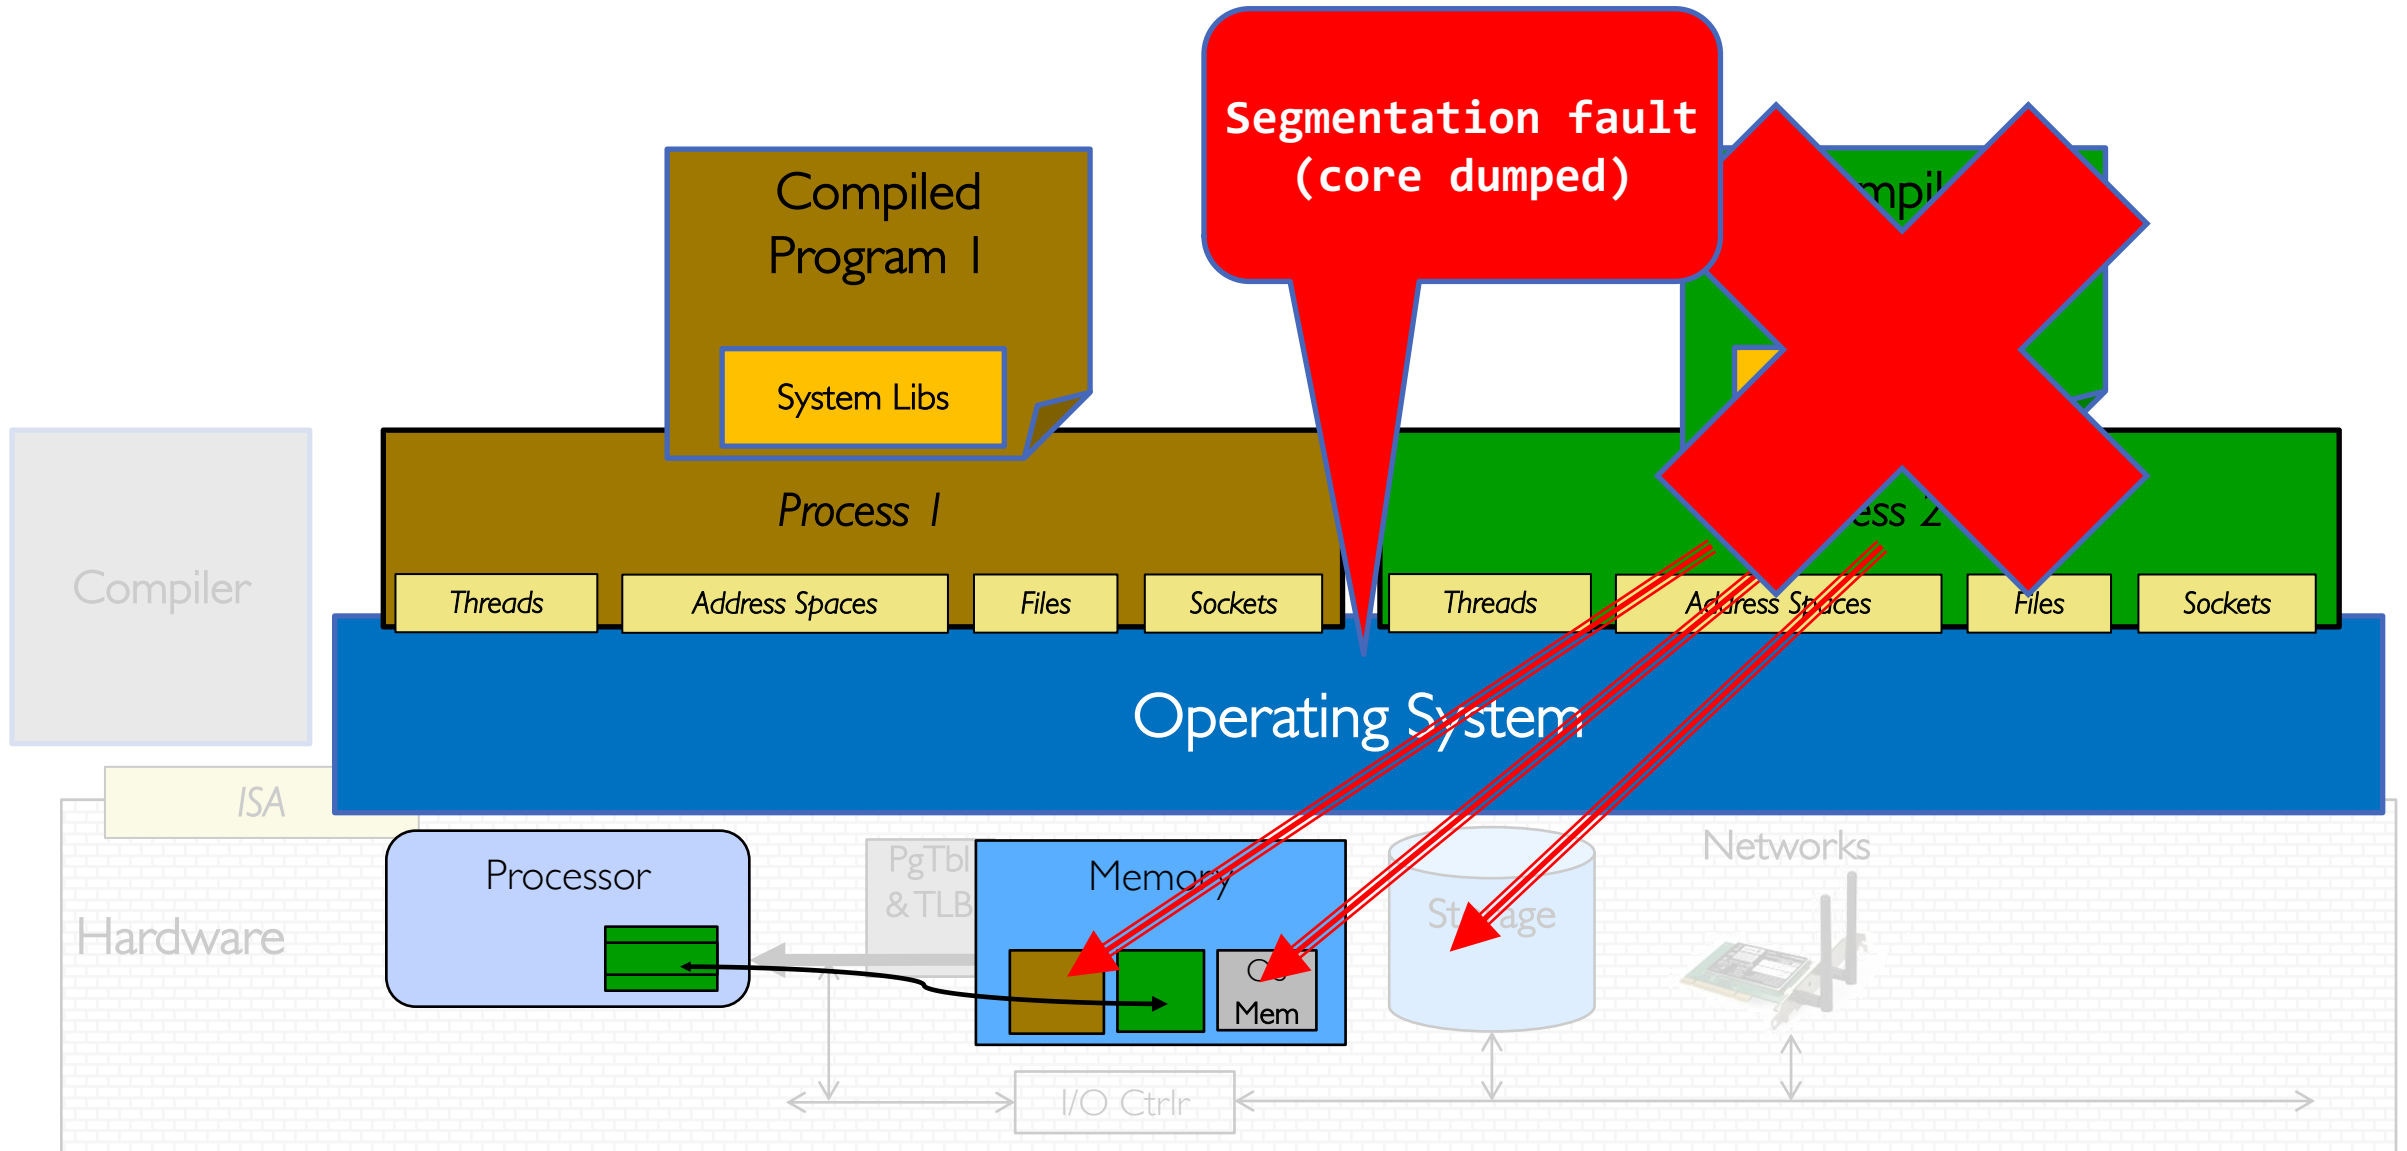 Segmentation fault
(core dumped)
Compiled
Program 1
System Libs
Process 1
Threads
Address Spaces
Files
Sockets
Threads
Address Spaces
Files
Sockets
Compiler
Operating System
ISA
Hardware
Processor
PgTbl
& TLB
Memory
Mem
Storage
Networks
I/O Ctrlr